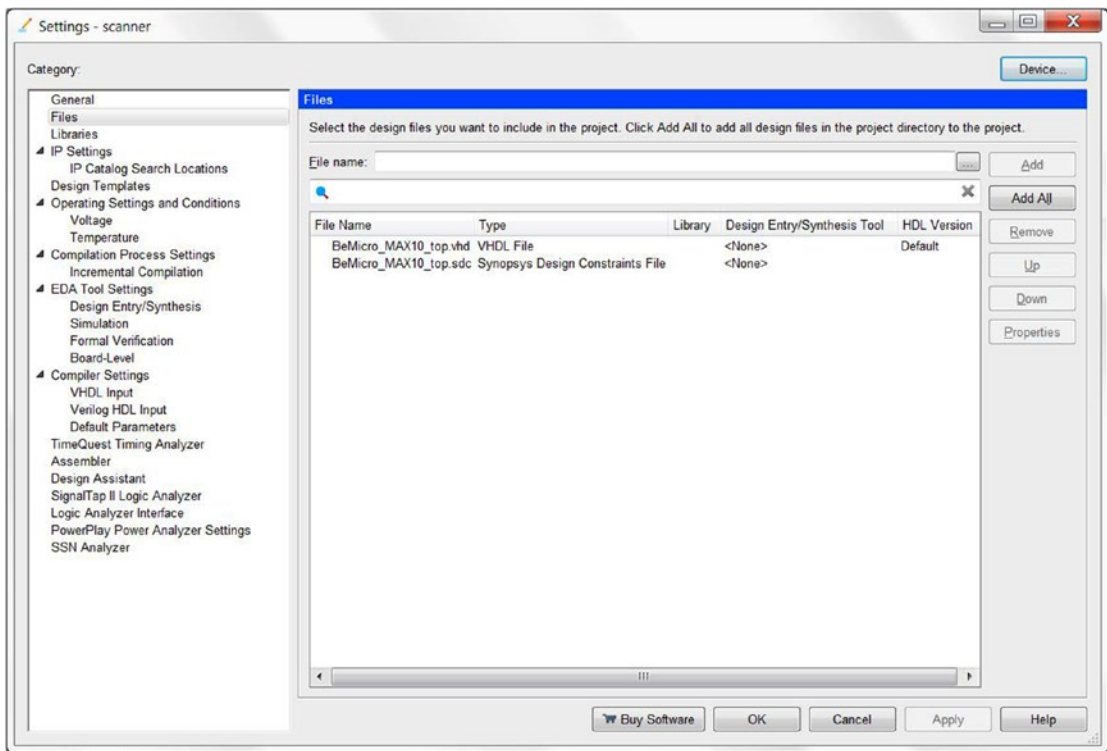 Settings - scanner
Category:
Device...
General
Files
Libraries
IP Settings
IP Catalog Search Locations
Design Templates
Operating Settings and Conditions
Voltage
Temperature
Compilation Process Settings
Incremental Compilation
EDA Tool Settings
Design Entry/Synthesis
Simulation
Formal Verification
Board-Level
Compiler Settings
VHDL Input
Verilog HDL Input
Default Parameters
TimeQuest Timing Analyzer
Assembler
Design Assistant
SignalTap II Logic Analyzer
Logic Analyzer Interface
PowerPlay Power Analyzer Settings
SSN Analyzer
Files
Select the design files you want to include in the project. Click Add All to add all design files in the project directory to the project.
File name:
...
Add
Add All
Remove
Up
Down
Properties
File Name Type Library Design Entry/Synthesis Tool HDL Version
BeMicro_MAX10_top.vhd VHDL File <None> Default
BeMicro_MAX10_top.sdc Synopsys Design Constraints File <None>
Buy Software
OK
Cancel
Apply
Help